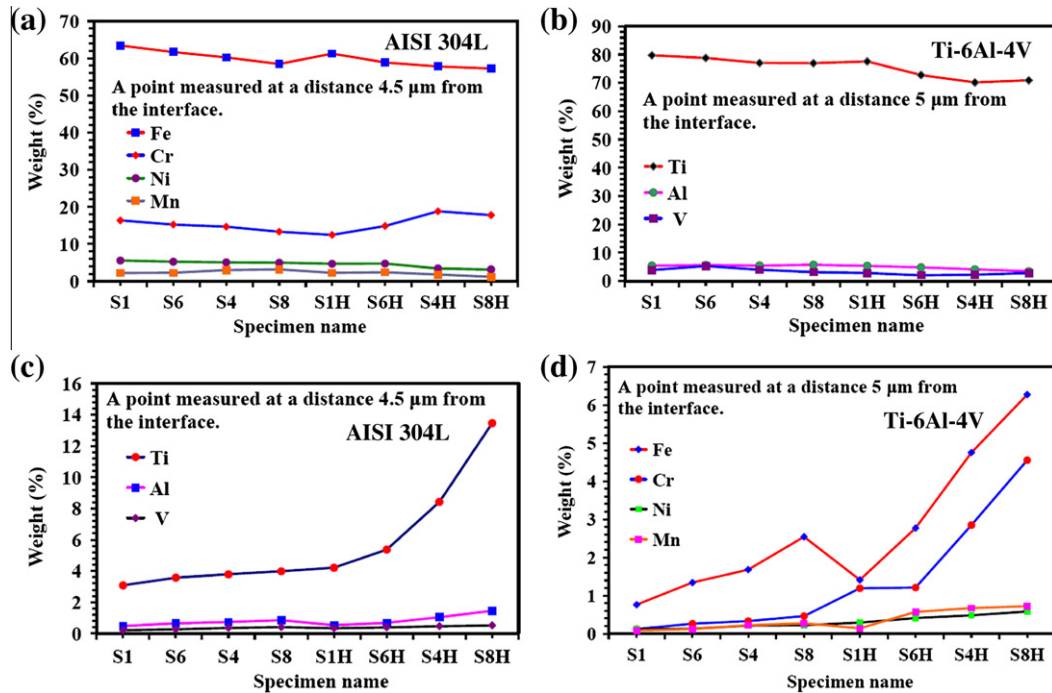 (a)
70
60
50
40
30
20
10
0
Weight (%)
AISI 304L
A point measured at a distance 4.5 µm from
the interface.
Fe
Cr
Ni
Mn
S1 S6 S4 S8 S1H S6H S4H S8H
Specimen name
(b)
90
80
70
60
50
40
30
20
10
0
Weight (%)
Ti-6Al-4V
A point measured at a distance 5 µm from
the interface.
Ti
Al
V
S1 S6 S4 S8 S1H S6H S4H S8H
Specimen name
(c)
16
14
12
10
8
6
4
2
0
Weight (%)
A point measured at a distance 4.5 µm from
the interface.
AISI 304L
Ti
Al
V
S1 S6 S4 S8 S1H S6H S4H S8H
Specimen name
(d)
7
6
5
4
3
2
1
0
Weight (%)
A point measured at a distance 5 µm from
the interface.
Ti-6Al-4V
Fe
Cr
Ni
Mn
S1 S6 S4 S8 S1H S6H S4H S8H
Specimen name